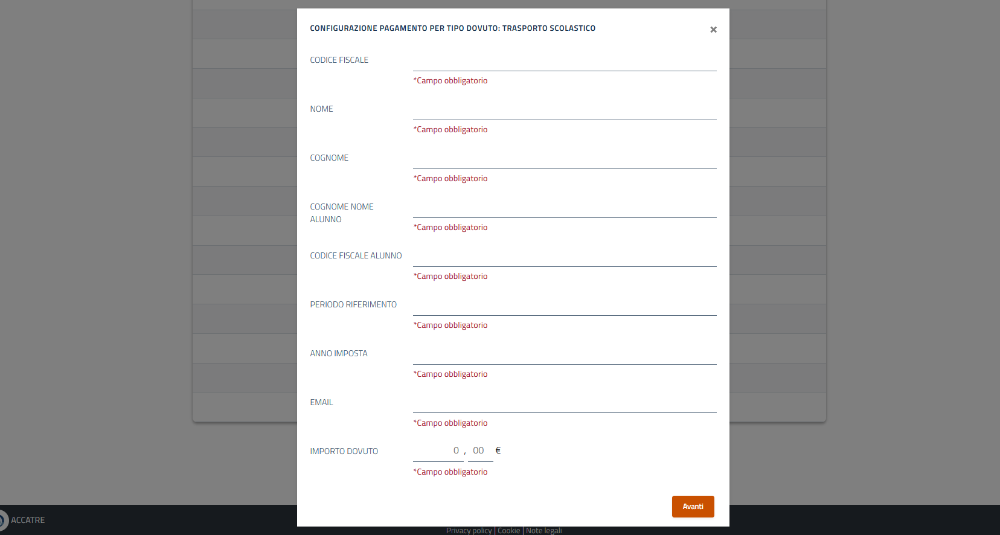 CONFIGURAZIONE PAGAMENTO PER TIPO DOVUTO: TRASPORTO SCOLASTICO
×
CODICE FISCALE
*Campo obbligatorio
NOME
*Campo obbligatorio
COGNOME
*Campo obbligatorio
COGNOME NOME
ALUNNO
*Campo obbligatorio
CODICE FISCALE ALUNNO
*Campo obbligatorio
PERIODO RIFERIMENTO
*Campo obbligatorio
ANNO IMPOSTA
*Campo obbligatorio
EMAIL
*Campo obbligatorio
IMPORTO DOVUTO 0 , 00 €
*Campo obbligatorio
Avanti
ACCATRE
Privacy policy | Cookie | Note legali